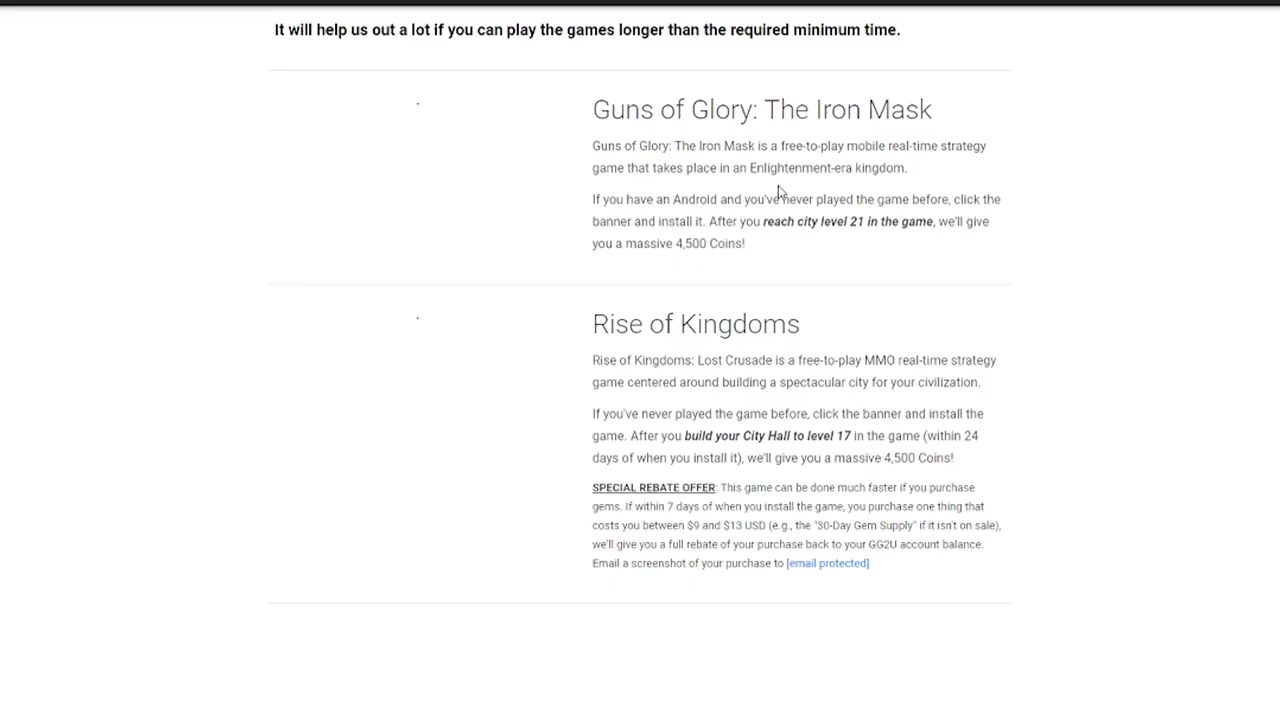 It will help us out a lot if you can play the games longer than the required minimum time.
Guns of Glory: The Iron Mask
Guns of Glory: The Iron Mask is a free-to-play mobile real-time strategy
game that takes place in an Enlightenment-era kingdom.
If you have an Android and you've never played the game before, click the
banner and install it. After you reach city level 21 in the game, we'll give
you a massive 4,500 Coins!
Rise of Kingdoms
Rise of Kingdoms: Lost Crusade is a free-to-play MMO real-time strategy
game centered around building a spectacular city for your civilization.
If you've never played the game before, click the banner and install the
game. After you build your City Hall to level 17 in the game (within 24
days of when you install it), we'll give you a massive 4,500 Coins!
SPECIAL REBATE OFFER: This game can be done much faster if you purchase
gems. If within 7 days of when you install the game, you purchase one thing that
costs you between $9 and $13 USD (e.g., the "30-Day Gem Supply" if it isn't on sale),
we'll give you a full rebate of your purchase back to your GG2U account balance.
Email a screenshot of your purchase to [email protected]